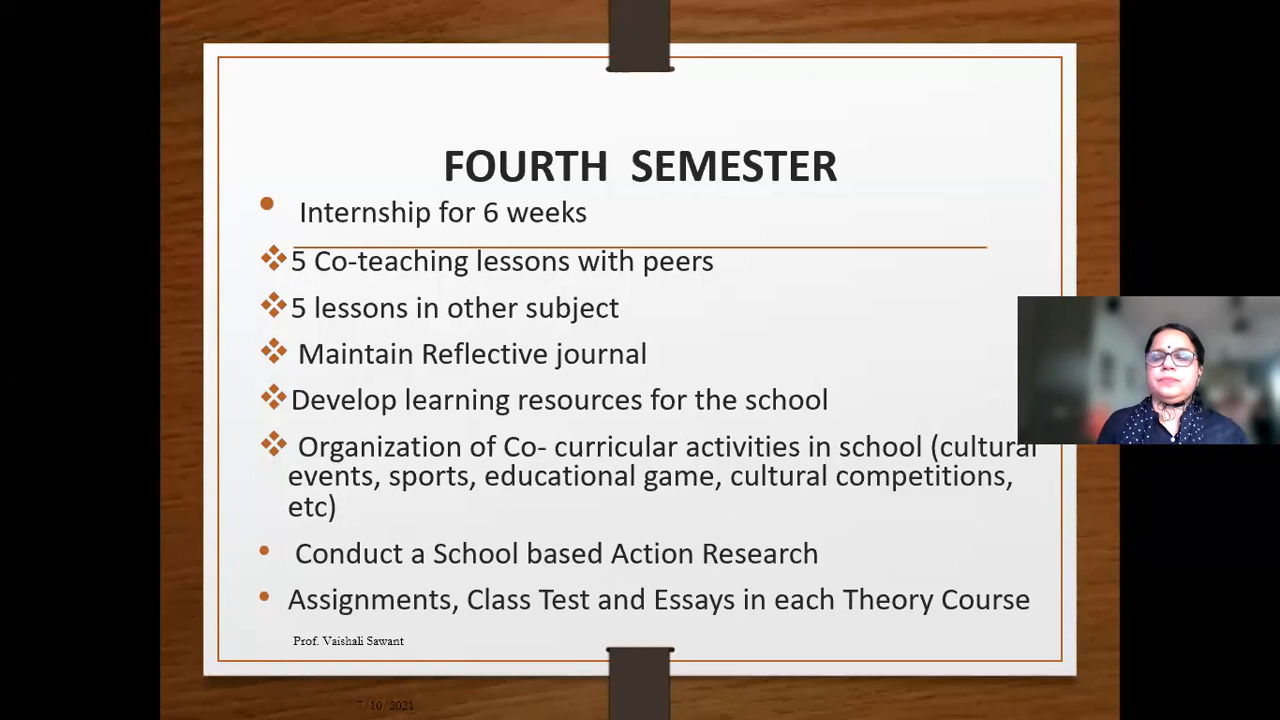 FOURTH SEMESTER
Internship for 6 weeks
5 Co-teaching lessons with peers
5 lessons in other subject
Maintain Reflective journal
Develop learning resources for the school
Organization of Co- curricular activities in school (cultural
events, sports, educational game, cultural competitions,
etc)
Conduct a School based Action Research
Assignments, Class Test and Essays in each Theory Course
Prof. Vaishali Sawant
7/10/2021